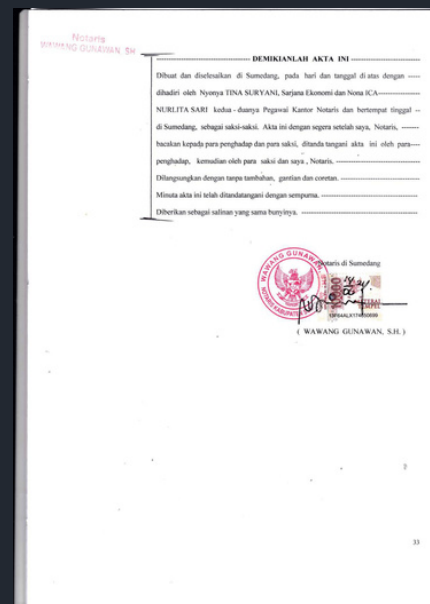 Notaris
WAWANG GUNAWAN, SH
DEMIKIANLAH AKTA INI
Dibuat dan diselesaikan di Sumedang, pada hari dan tanggal di atas dengan -----
dihadiri oleh Nyonya TINA SURYANI, Sarjana Ekonomi dan Nona ICA----------------
NURLITA SARI kedua - duanya Pegawai Kantor Notaris dan bertempat tinggal --
di Sumedang, sebagai saksi-saksi. Akta ini dengan segera setelah saya, Notaris, -------
bacakan kepada para penghadap dan para saksi, ditanda tangani akta ini oleh para----
penghadap, kemudian oleh para saksi dan saya , Notaris. ------------------------------
Dilangsungkan dengan tanpa tambahan, gantian dan coretan. --------------------------
Minuta akta ini telah ditandatangani dengan sempurna. --------------------------------
Diberikan sebagai salinan yang sama bunyinya. ----------------------------------------
Notaris di Sumedang
WAWANG GUNAWAN
NOTARIS KABUPATEN
10000
( WAWANG GUNAWAN, S.H. )
33